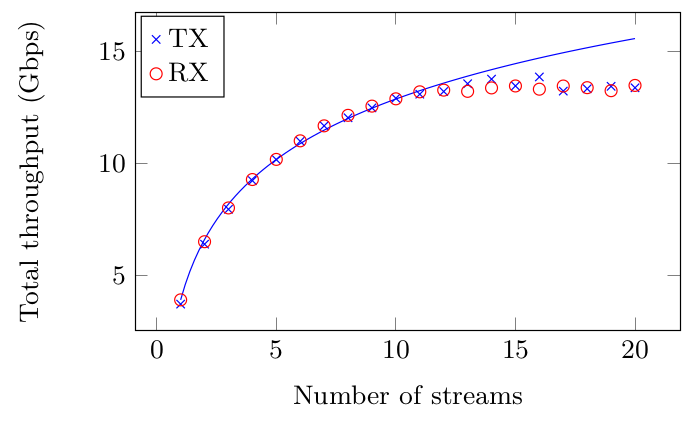 TX
RX
Total throughput (Gbps)
15
10
5
0 5 10 15 20
Number of streams